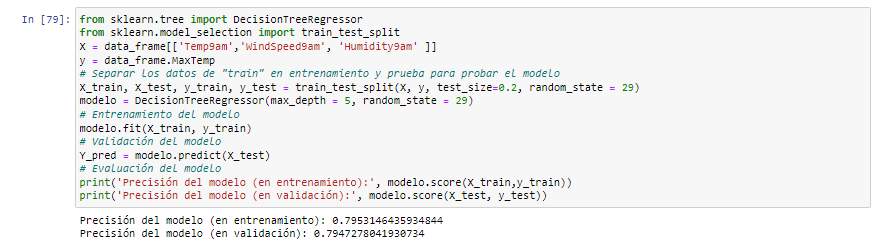 In [79]: from sklearn.tree import DecisionTreeRegressor
from sklearn.model_selection import train_test_split
X = data_frame[['Temp9am','WindSpeed9am', 'Humidity9am' ]]
y = data_frame.MaxTemp
# Separar los datos de "train" en entrenamiento y prueba para probar el modelo
X_train, X_test, y_train, y_test = train_test_split(X, y, test_size=0.2, random_state = 29)
modelo = DecisionTreeRegressor(max_depth = 5, random_state = 29)
# Entrenamiento del modelo
modelo.fit(X_train, y_train)
# Validación del modelo
Y_pred = modelo.predict(X_test)
# Evaluación del modelo
print('Precisión del modelo (en entrenamiento):', modelo.score(X_train,y_train))
print('Precisión del modelo (en validación):', modelo.score(X_test, y_test))
Precisión del modelo (en entrenamiento): 0.7953146435934844
Precisión del modelo (en validación): 0.7947278041930734